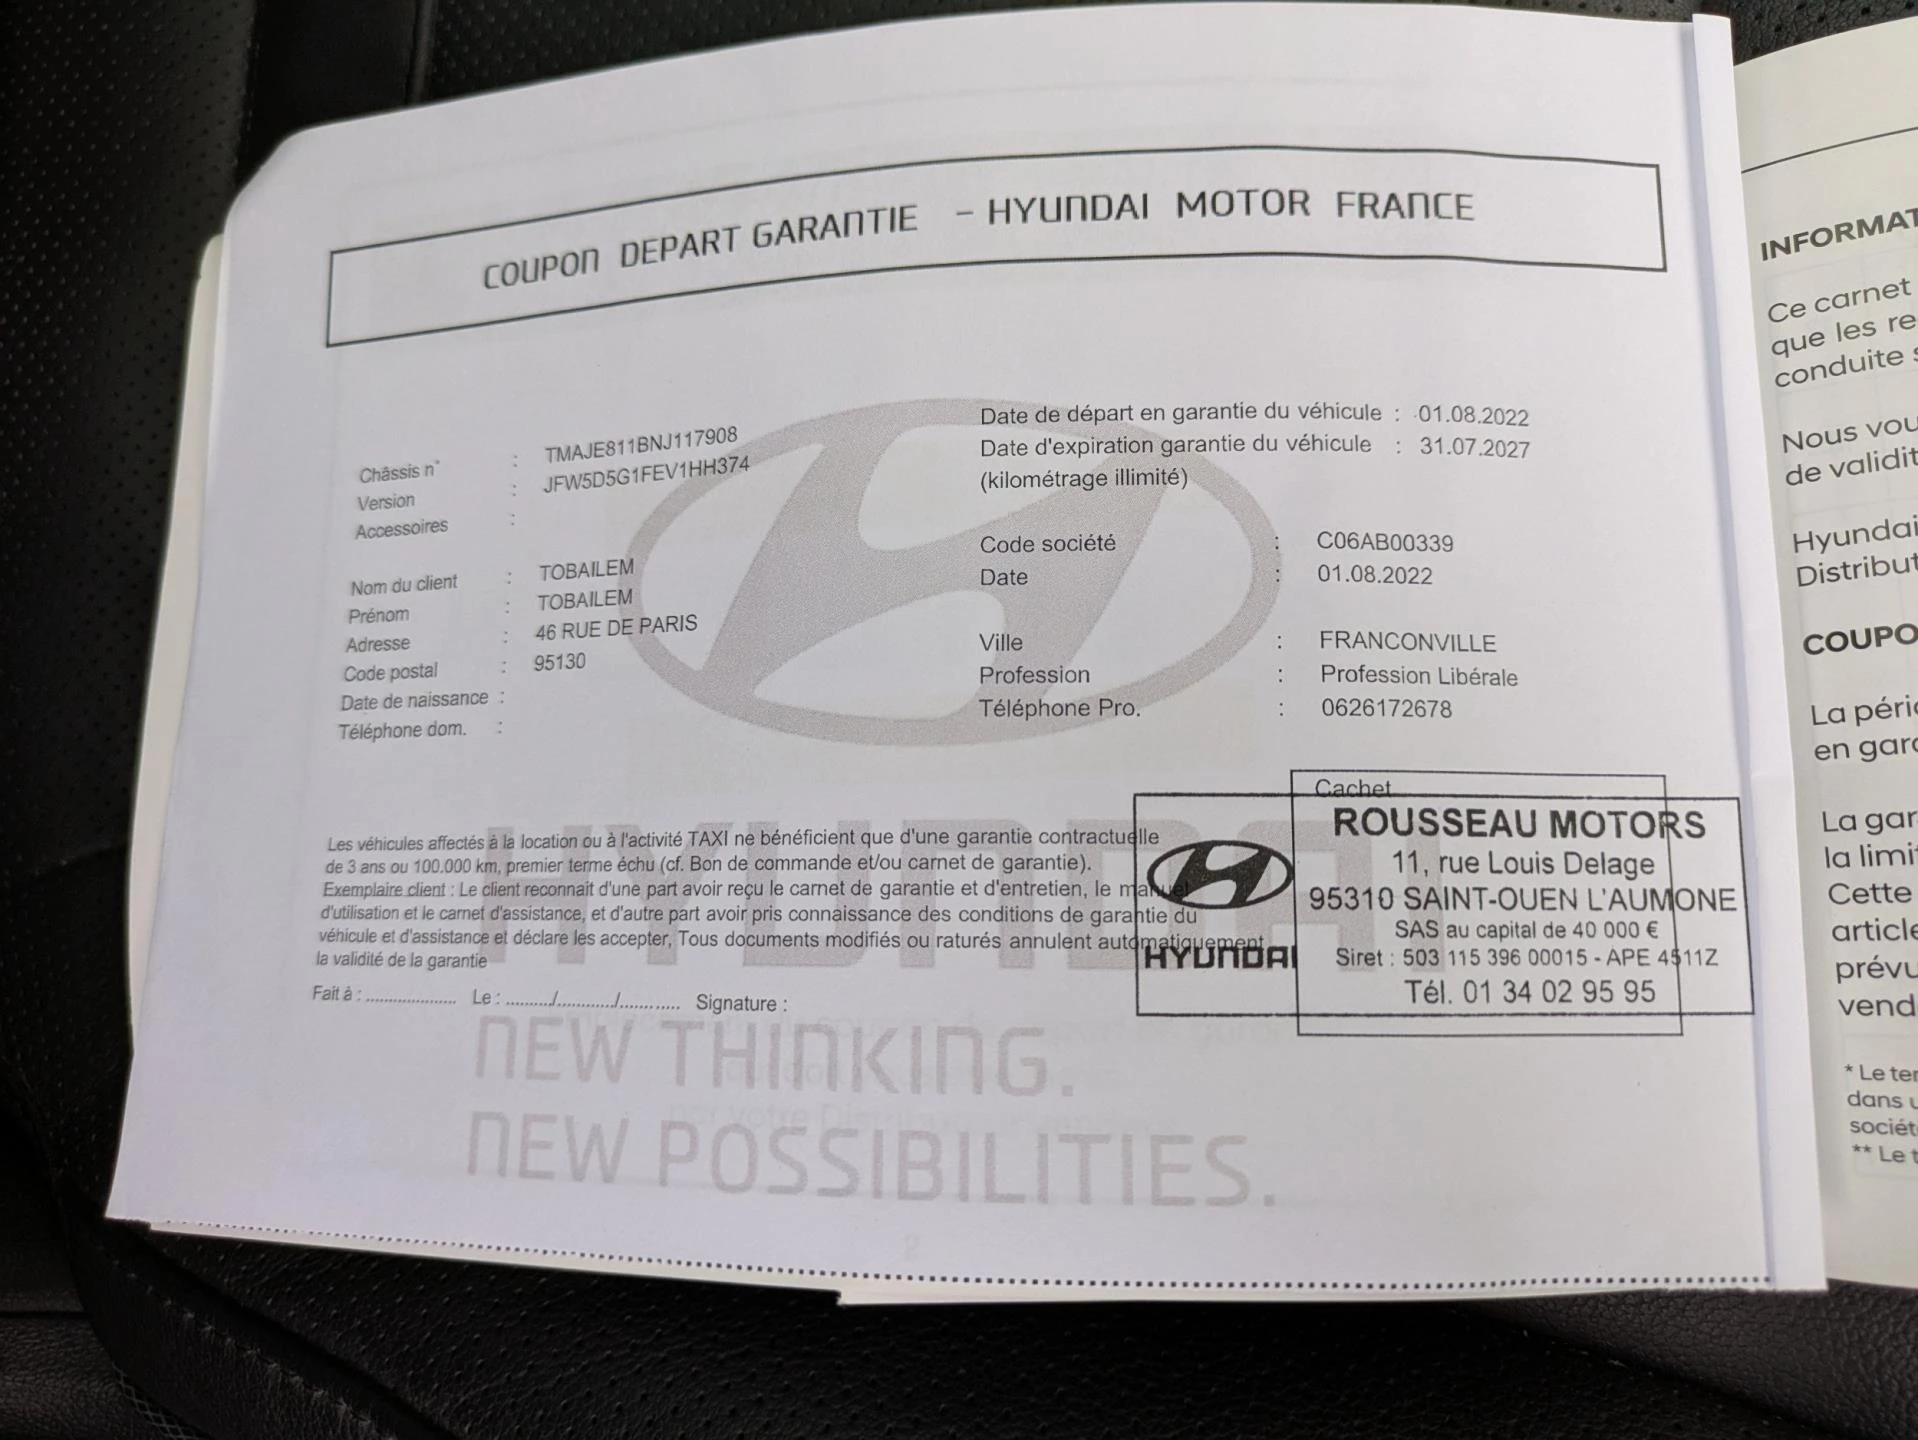 COUPON DEPART GARANTIE - HYUNDAI MOTOR FRANCE
Châssis n° : TMAJE811BNJ117908
Version : JFW5D5G1FEV1HH374
Accessoires :
Nom du client : TOBAILEM
Prénom : TOBAILEM
Adresse : 46 RUE DE PARIS
Code postal : 95130
Date de naissance :
Téléphone dom. :
Date de départ en garantie du véhicule : 01.08.2022
Date d'expiration garantie du véhicule : 31.07.2027
(kilométrage illimité)
Code société : C06AB00339
Date : 01.08.2022
Ville : FRANCONVILLE
Profession : Profession Libérale
Téléphone Pro. : 0626172678
Les véhicules affectés à la location ou à l'activité TAXI ne bénéficient que d'une garantie contractuelle
de 3 ans ou 100.000 km, premier terme échu (cf. Bon de commande et/ou carnet de garantie).
Exemplaire client : Le client reconnait d'une part avoir reçu le carnet de garantie et d'entretien, le manuel
d'utilisation et le carnet d'assistance, et d'autre part avoir pris connaissance des conditions de garantie du
véhicule et d'assistance et déclare les accepter, Tous documents modifiés ou raturés annulent automatiquement
la validité de la garantie
Fait à : .................... Le : ........./.........../........... Signature :
Cachet
ROUSSEAU MOTORS
11, rue Louis Delage
95310 SAINT-OUEN L'AUMONE
SAS au capital de 40 000 €
Siret : 503 115 396 00015 - APE 4511Z
Tél. 01 34 02 95 95
HYUNDAI
HYUNDAI
NEW THINKING.
NEW POSSIBILITIES.
2
INFORMAT
Ce carnet
que les re
conduite s
Nous vou
de validit
Hyundai
Distribut
COUPO
La pério
en gara
La gar
la limi
Cette
article
prévu
vend
* Le ter
dans u
sociét
** Le t